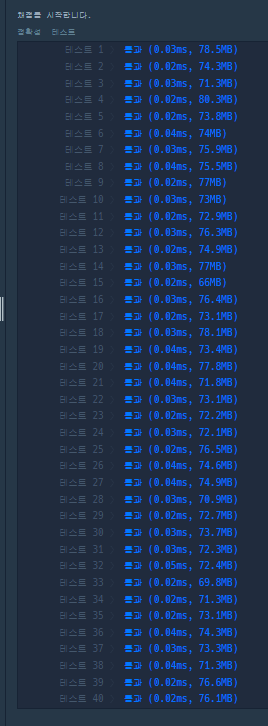 채점을 시작합니다.
정확성 테스트
테스트 1 통과 (0.03ms, 78.5MB)
테스트 2 통과 (0.02ms, 74.3MB)
테스트 3 통과 (0.03ms, 71.3MB)
테스트 4 통과 (0.02ms, 80.3MB)
테스트 5 통과 (0.02ms, 73.8MB)
테스트 6 통과 (0.04ms, 74MB)
테스트 7 통과 (0.03ms, 75.9MB)
테스트 8 통과 (0.04ms, 75.5MB)
테스트 9 통과 (0.02ms, 77MB)
테스트 10 통과 (0.03ms, 73MB)
테스트 11 통과 (0.02ms, 72.9MB)
테스트 12 통과 (0.03ms, 76.3MB)
테스트 13 통과 (0.02ms, 74.9MB)
테스트 14 통과 (0.03ms, 77MB)
테스트 15 통과 (0.02ms, 66MB)
테스트 16 통과 (0.03ms, 76.4MB)
테스트 17 통과 (0.02ms, 73.1MB)
테스트 18 통과 (0.03ms, 78.1MB)
테스트 19 통과 (0.04ms, 73.4MB)
테스트 20 통과 (0.04ms, 77.8MB)
테스트 21 통과 (0.04ms, 71.8MB)
테스트 22 통과 (0.03ms, 73.1MB)
테스트 23 통과 (0.02ms, 72.2MB)
테스트 24 통과 (0.03ms, 72.1MB)
테스트 25 통과 (0.02ms, 76.5MB)
테스트 26 통과 (0.04ms, 74.6MB)
테스트 27 통과 (0.04ms, 74.9MB)
테스트 28 통과 (0.03ms, 70.9MB)
테스트 29 통과 (0.02ms, 72.7MB)
테스트 30 통과 (0.03ms, 73.7MB)
테스트 31 통과 (0.03ms, 72.3MB)
테스트 32 통과 (0.05ms, 72.4MB)
테스트 33 통과 (0.02ms, 69.8MB)
테스트 34 통과 (0.02ms, 71.3MB)
테스트 35 통과 (0.02ms, 73.1MB)
테스트 36 통과 (0.04ms, 74.3MB)
테스트 37 통과 (0.03ms, 73.3MB)
테스트 38 통과 (0.04ms, 71.3MB)
테스트 39 통과 (0.02ms, 76.6MB)
테스트 40 통과 (0.02ms, 76.1MB)